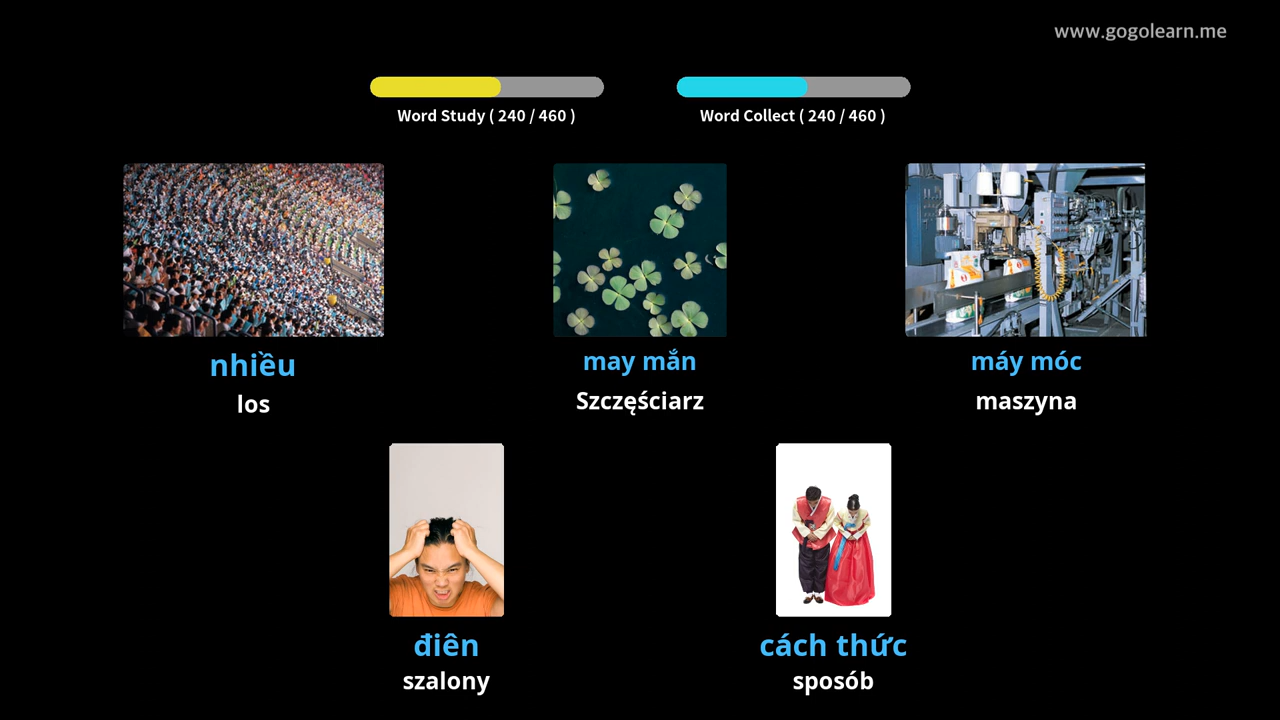 www.gogolearn.me
Word Study ( 240 / 460 )
Word Collect ( 240 / 460 )
nhiều
los
may mắn
Szczęściarz
máy móc
maszyna
điên
szalony
cách thức
sposób